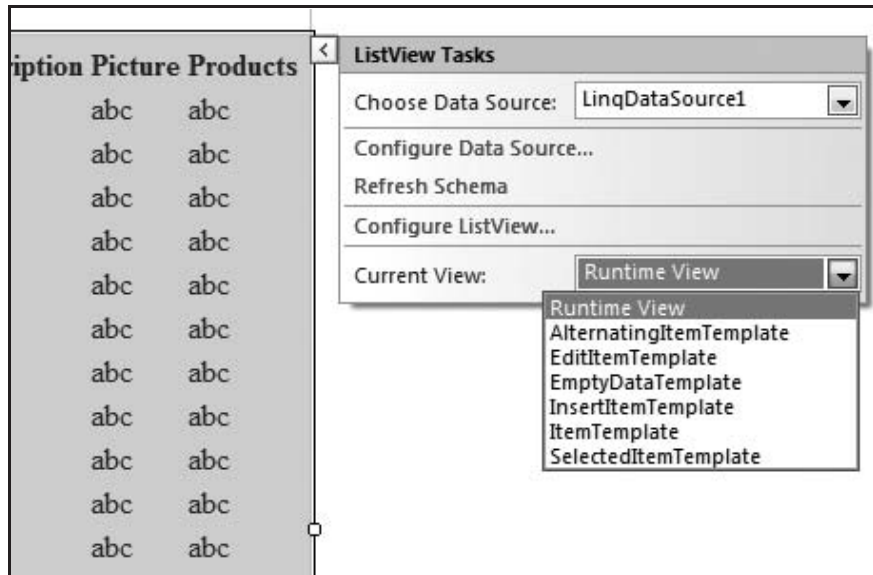 iption Picture Products
abc abc
abc abc
abc abc
abc abc
abc abc
abc abc
abc abc
abc abc
abc abc
abc abc
abc abc
<
ListView Tasks
Choose Data Source: LinqDataSource1
Configure Data Source...
Refresh Schema
Configure ListView...
Current View: Runtime View
Runtime View
AlternatingItemTemplate
EditItemTemplate
EmptyDataTemplate
InsertItemTemplate
ItemTemplate
SelectedItemTemplate